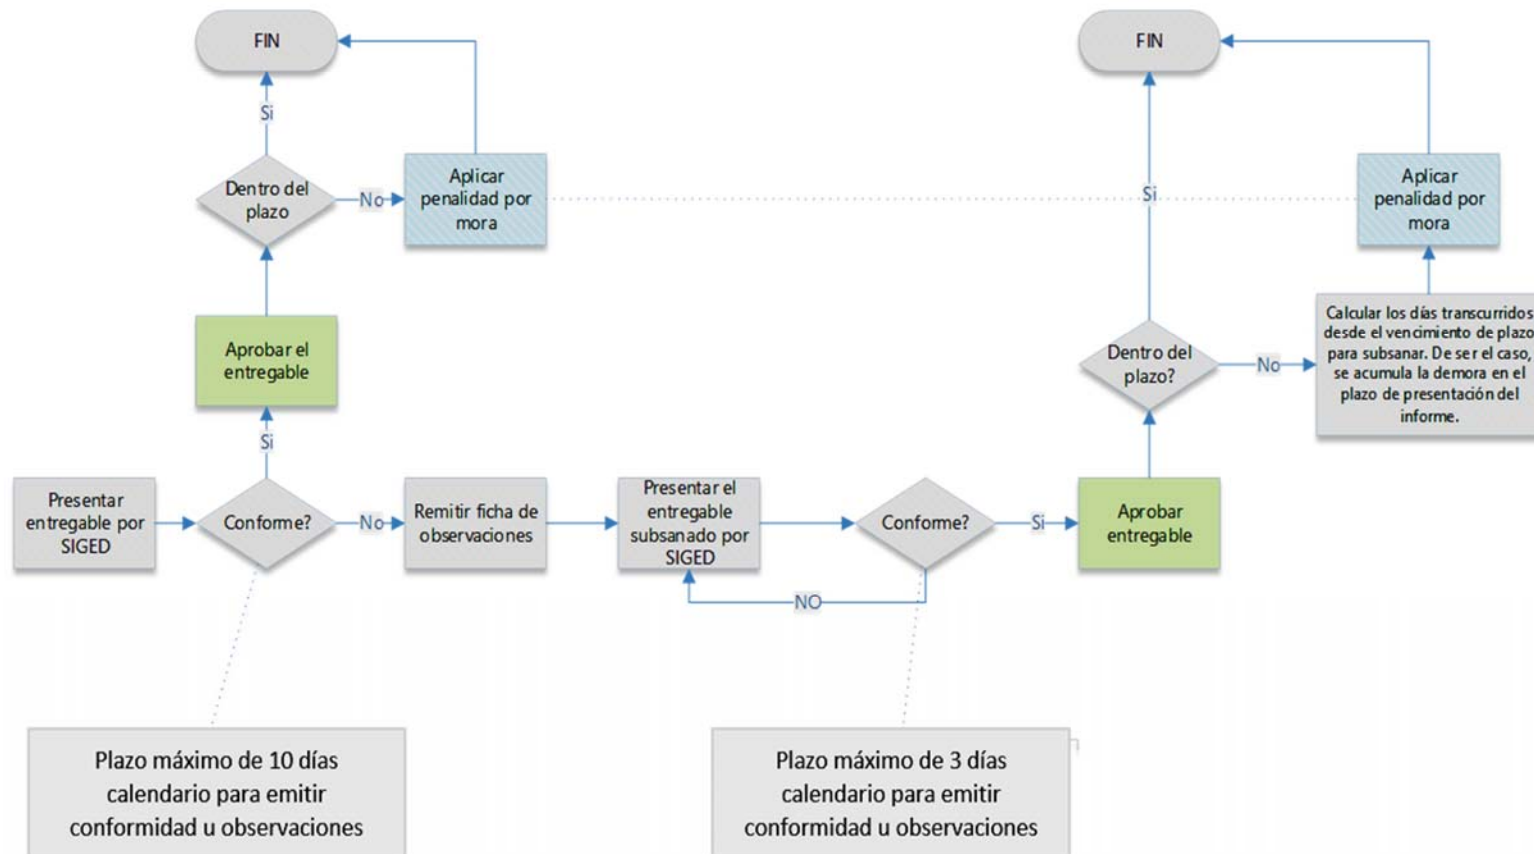 FIN
Si
Dentro del
plazo
No
Aplicar
penalidad por
mora
Aprobar el
entregable
Si
Presentar
entregable por
SIGED
Conforme?
No
Remitir ficha de
observaciones
Presentar el
entregable
subsanado por
SIGED
Conforme?
NO
Si
Aprobar
entregable
Dentro del
plazo?
Si
FIN
No
Calcular los días transcurridos
desde el vencimiento de plazo
para subsanar. De ser el caso,
se acumula la demora en el
plazo de presentación del
informe.
Aplicar
penalidad por
mora
Plazo máximo de 10 días
calendario para emitir
conformidad u observaciones
Plazo máximo de 3 días
calendario para emitir
conformidad u observaciones